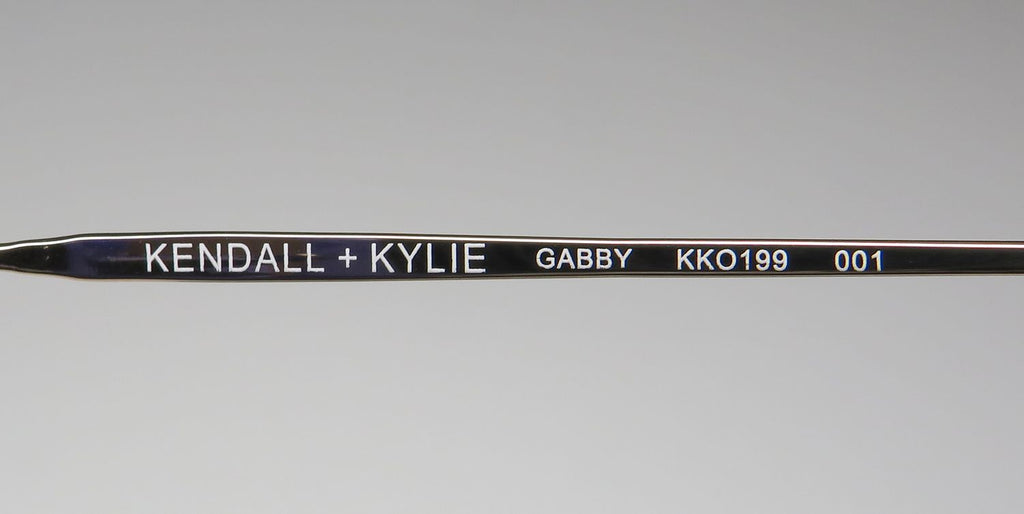 KENDALL + KYLIE GABBY KKO199 001